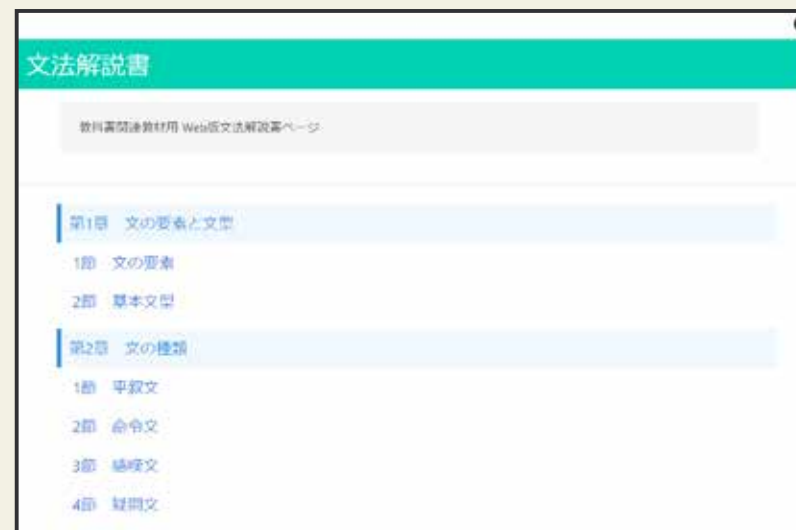 文法解説書
教科書関連教材用 Web版文法解説書ページ
第1章 文の要素と文型
1節 文の要素
2節 基本文型
第2章 文の種類
1節 平叙文
2節 命令文
3節 感嘆文
4節 疑問文